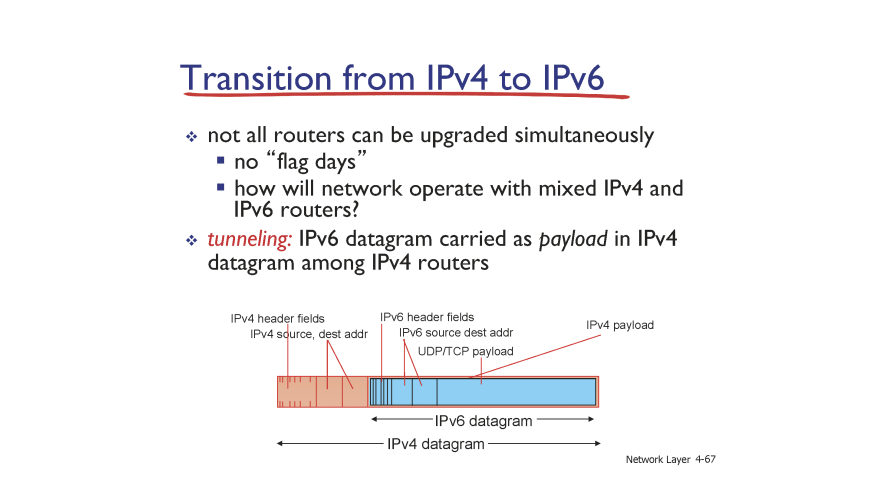 Transition from IPv4 to IPv6
❖ not all routers can be upgraded simultaneously
▪ no “flag days”
▪ how will network operate with mixed IPv4 and
IPv6 routers?
❖ tunneling: IPv6 datagram carried as payload in IPv4
datagram among IPv4 routers
IPv4 header fields
IPv4 source, dest addr
IPv6 header fields
IPv6 source dest addr
UDP/TCP payload
IPv4 payload
IPv6 datagram
IPv4 datagram
Network Layer 4-67